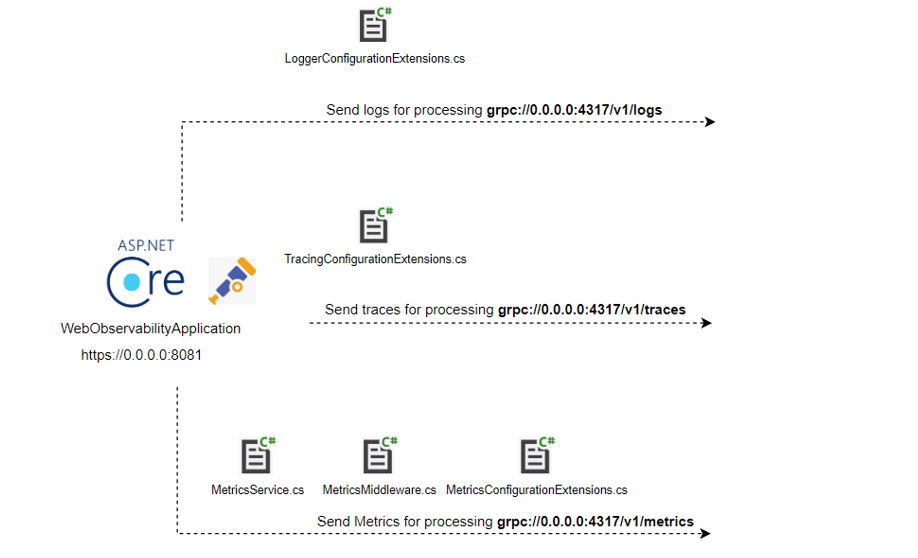 C#
LoggerConfigurationExtensions.cs
Send logs for processing grpc://0.0.0.0:4317/v1/logs
C#
ASP.NET
Core
TracingConfigurationExtensions.cs
Send traces for processing grpc://0.0.0.0:4317/v1/traces
WebObservabilityApplication
https://0.0.0.0:8081
C#
C#
C#
MetricsService.cs
MetricsMiddleware.cs
MetricsConfigurationExtensions.cs
Send Metrics for processing grpc://0.0.0.0:4317/v1/metrics